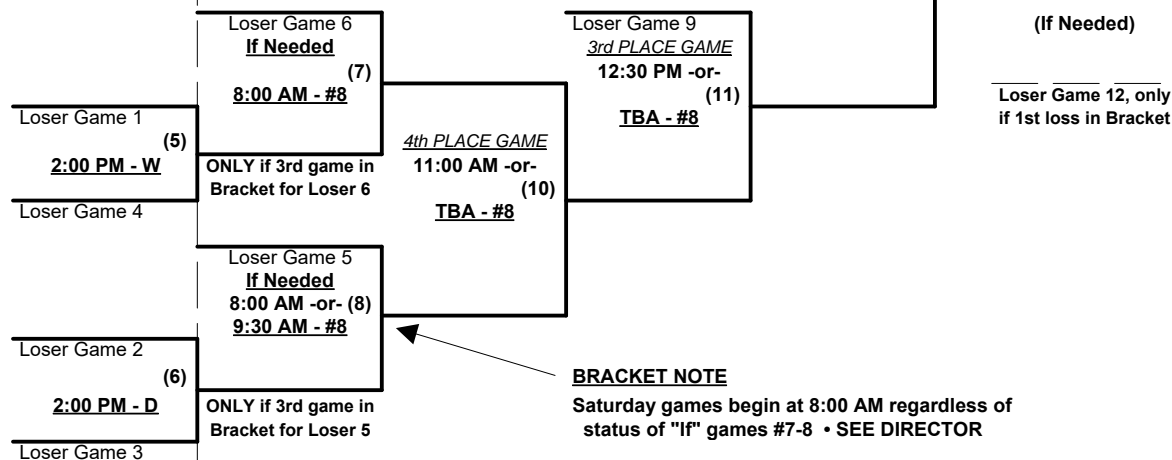 Loser Game 6
If Needed
(7)
8:00 AM - #8
Loser Game 9
3rd PLACE GAME
12:30 PM -or-
(11)
TBA - #8
(If Needed)
Loser Game 12, only
if 1st loss in Bracket
Loser Game 1
(5)
2:00 PM - W
Loser Game 4
ONLY if 3rd game in
Bracket for Loser 6
4th PLACE GAME
11:00 AM -or-
(10)
TBA - #8
Loser Game 5
If Needed
8:00 AM -or- (8)
9:30 AM - #8
Loser Game 2
(6)
2:00 PM - D
Loser Game 3
ONLY if 3rd game in
Bracket for Loser 5
BRACKET NOTE
Saturday games begin at 8:00 AM regardless of
status of "If" games #7-8 • SEE DIRECTOR